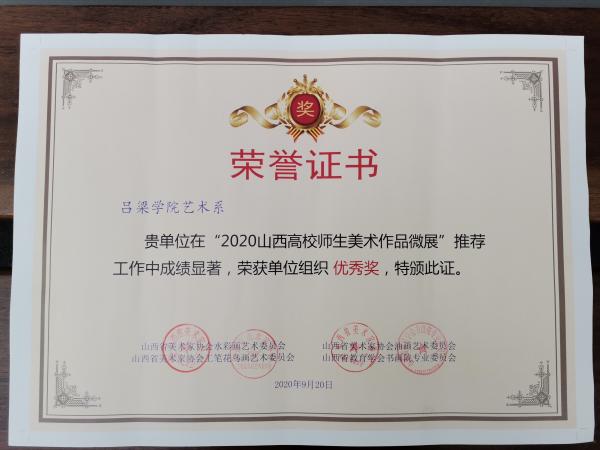 奖
荣誉证书
吕梁学院艺术系
贵单位在“2020山西高校师生美术作品微展”推荐
工作中成绩显著，荣获单位组织 优秀奖，特颁此证。
山西省美术家协会水彩画艺术委员会 山西省美术家协会油画艺术委员会
山西省美术家协会工笔花鸟画艺术委员会 山西省教育学会书画院专业委员会
2020年9月20日